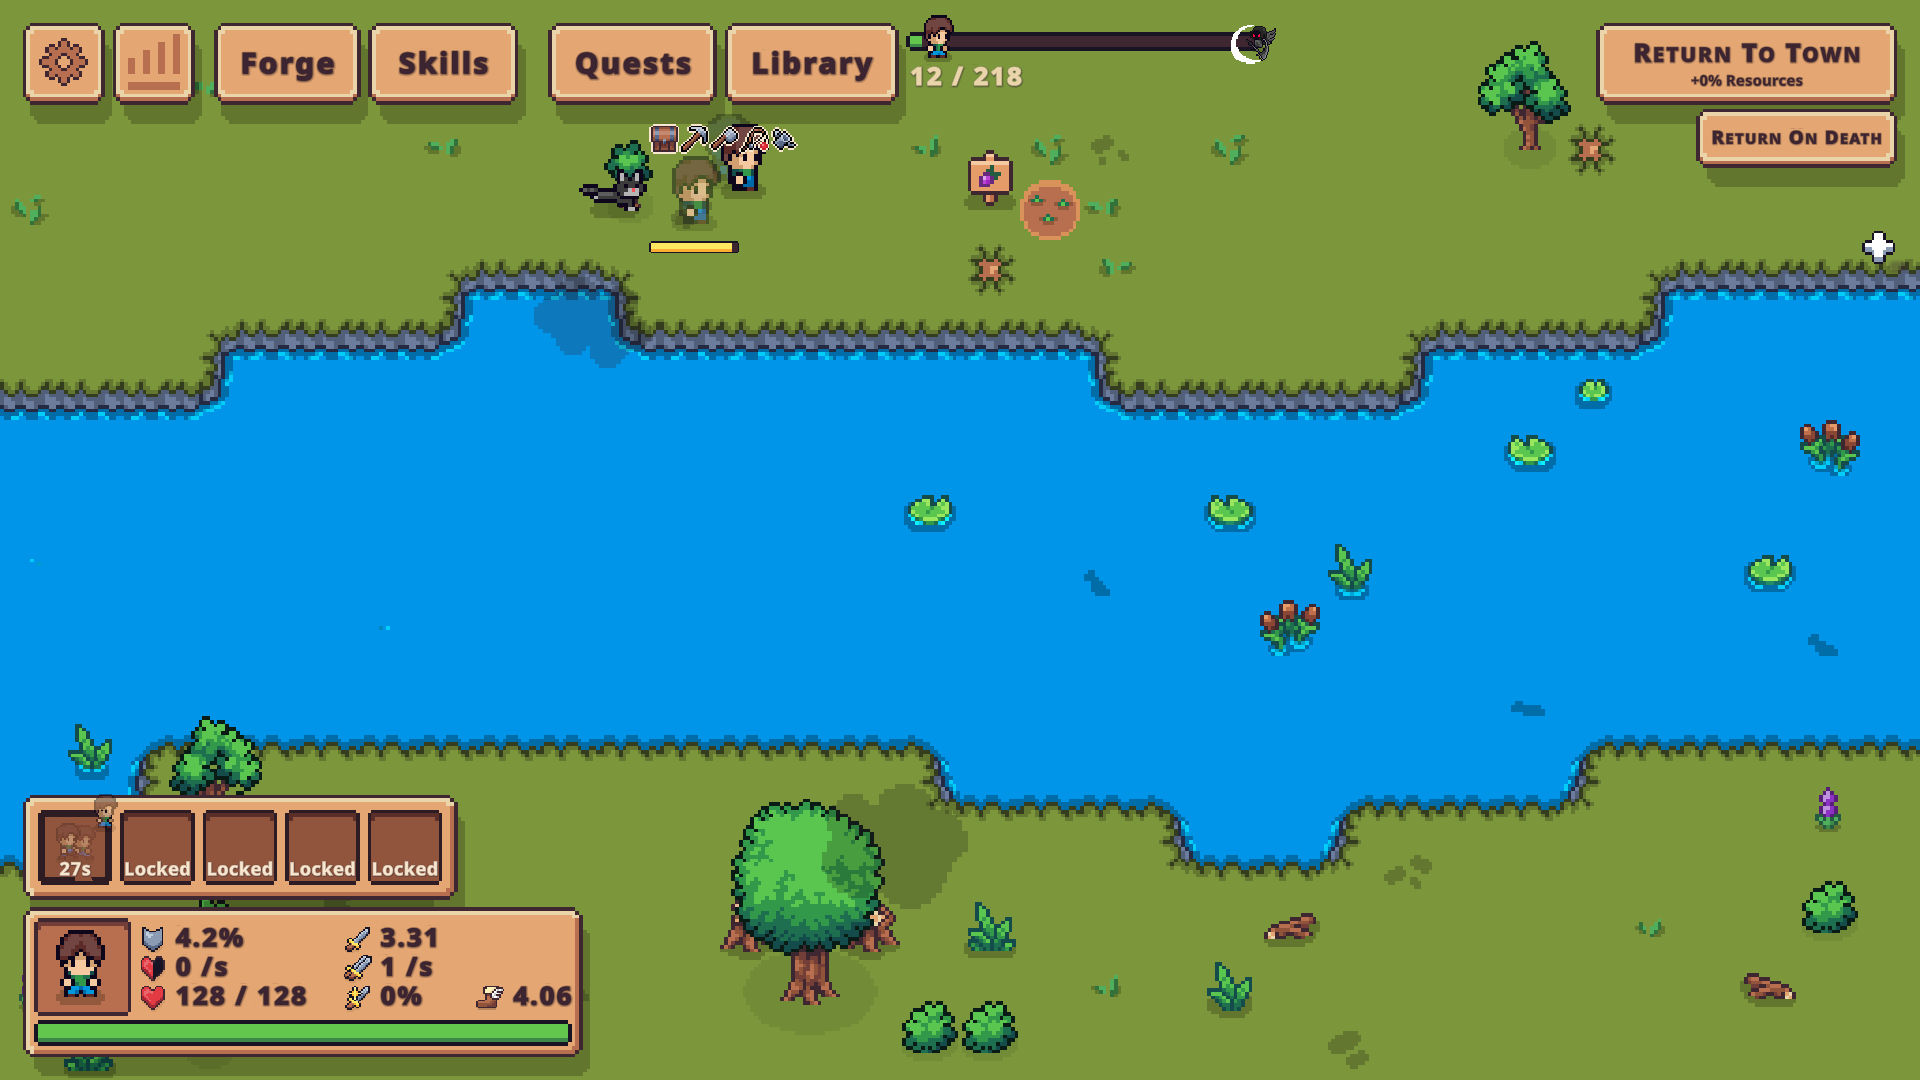 Forge
Skills
Quests
Library
12 / 218
Return To Town
+0% Resources
Return On Death
27s
Locked
Locked
Locked
Locked
4.2%
3.31
0 /s
1 /s
128 / 128
0%
4.06